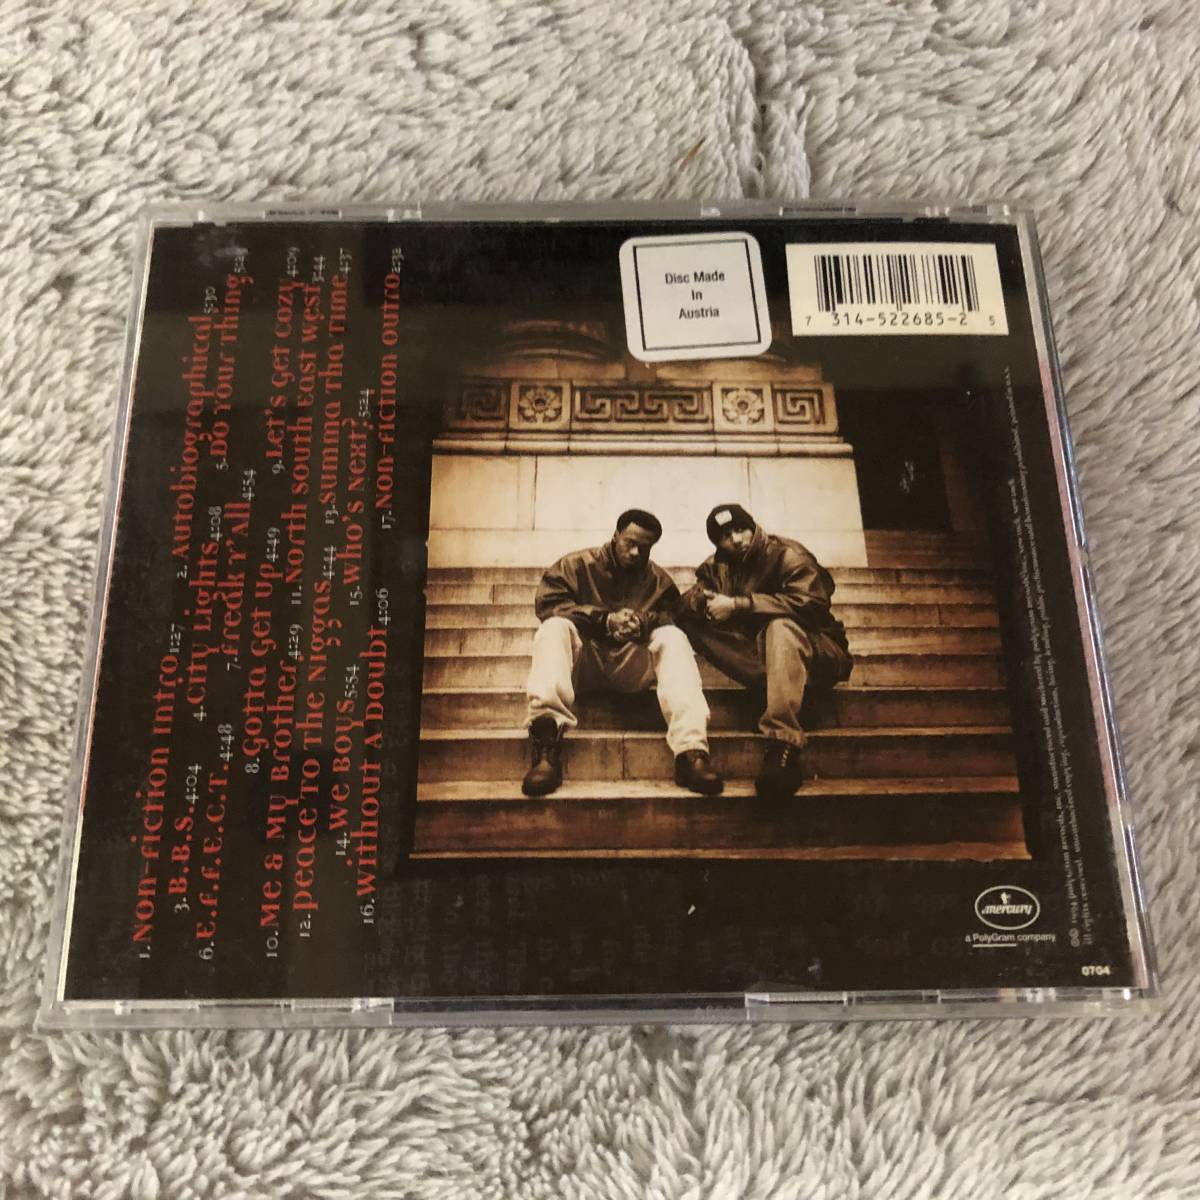 1. Non-fiction intro 1:27 2. Autobiographical 5:30
3. B.B.S. 4:04 4. City Lights 4:08 5. Do Your Thing
6. E.f.f.E.C.T. 4:48 7. freak Y'All 4:54
8. Gotta Get Up 4:49 9. Let's Get Cozy 4:09
10. Me & My Brother 4:29 11. North South East West 5:44
12. Peace To The Niggas 4:44 13. Summa Tha Time 4:37
14. We Boys 5:54 15. Who's Next? 5:24
16. Without A Doubt 4:06 17. Non-fiction Outro 2:32
Disc Made
In
Austria
7 314-522685-2 5
mercury
a PolyGram company
0704